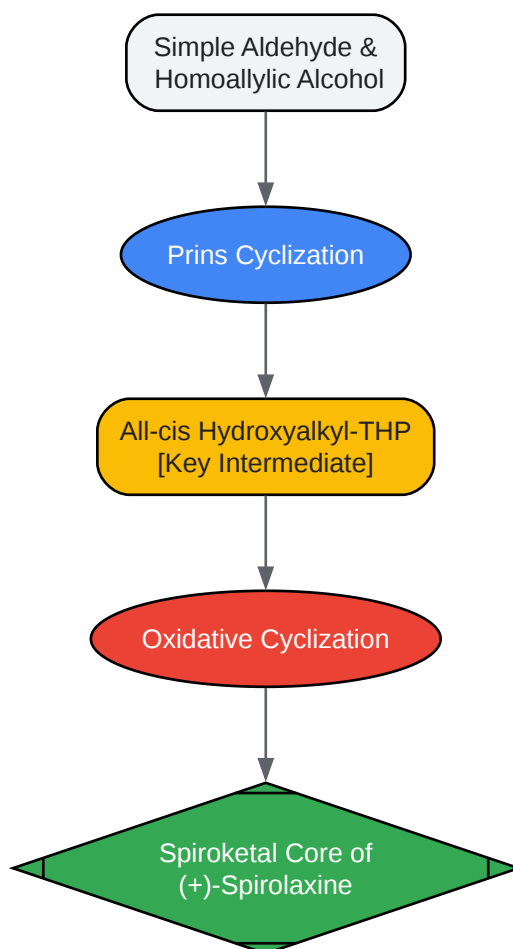 Simple Aldehyde &
Homoallylic Alcohol
Prins Cyclization
All-cis Hydroxyalkyl-THP
[Key Intermediate]
Oxidative Cyclization
Spiroketal Core of
(+)-Spirolaxine